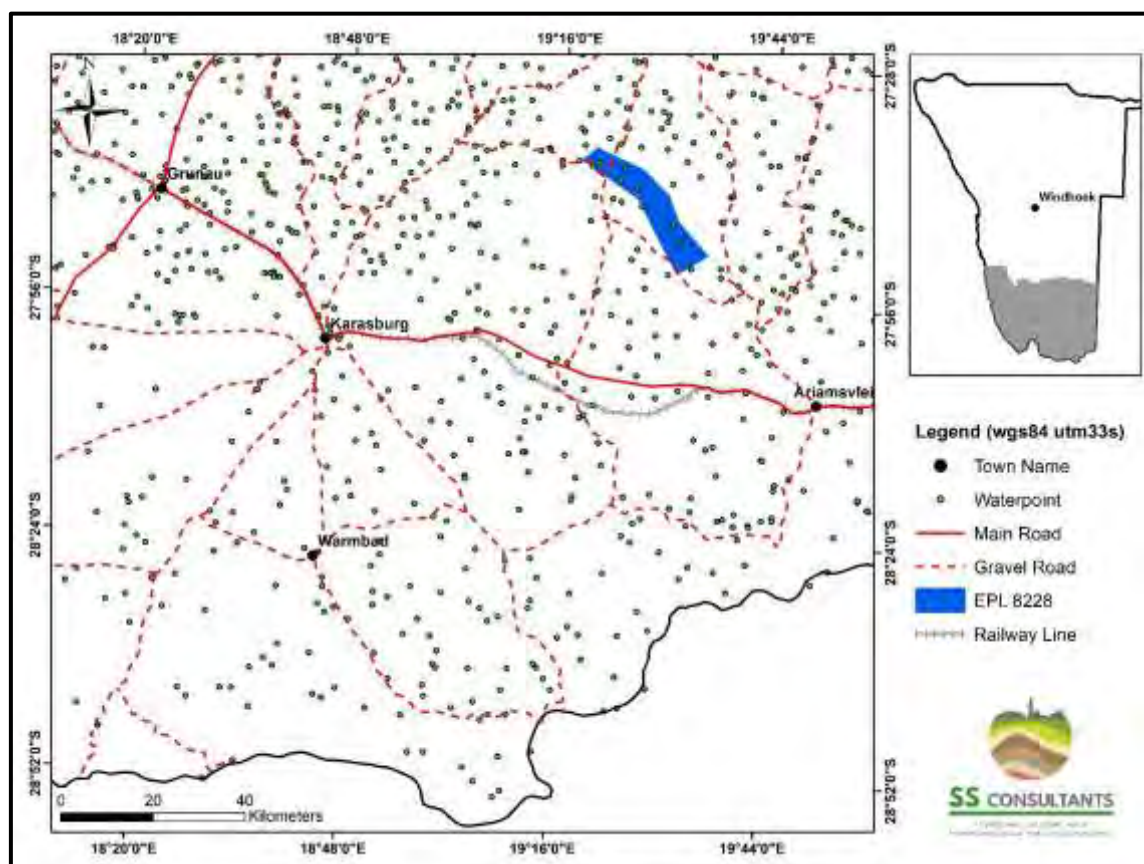 18°20'0"E 18°48'0"E 19°16'0"E 19°44'0"E
N
27°28'0"S
Grunau
Windhoek
27°56'0"S
27°56'0"S
Karasburg
Ariamsvlei
Legend (wgs84 utm33s)
Town Name
Waterpoint
28°24'0"S
Main Road
Warmbad
28°24'0"S
Gravel Road
EPL 8228
Railway Line
28°52'0"S
28°52'0"S
SS CONSULTANTS
0 20 40
Kilometers
18°20'0"E 18°48'0"E 19°16'0"E 19°44'0"E